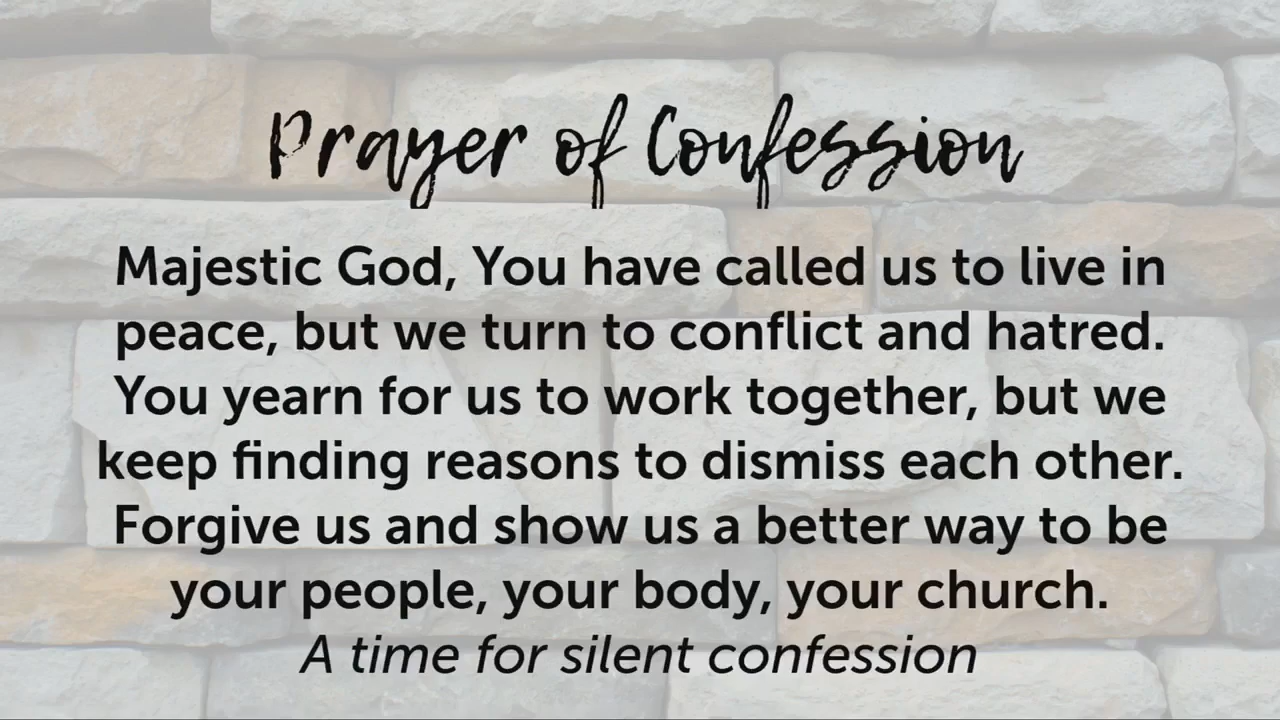 Prayer of Confession
Majestic God, You have called us to live in
peace, but we turn to conflict and hatred.
You yearn for us to work together, but we
keep finding reasons to dismiss each other.
Forgive us and show us a better way to be
your people, your body, your church.
A time for silent confession